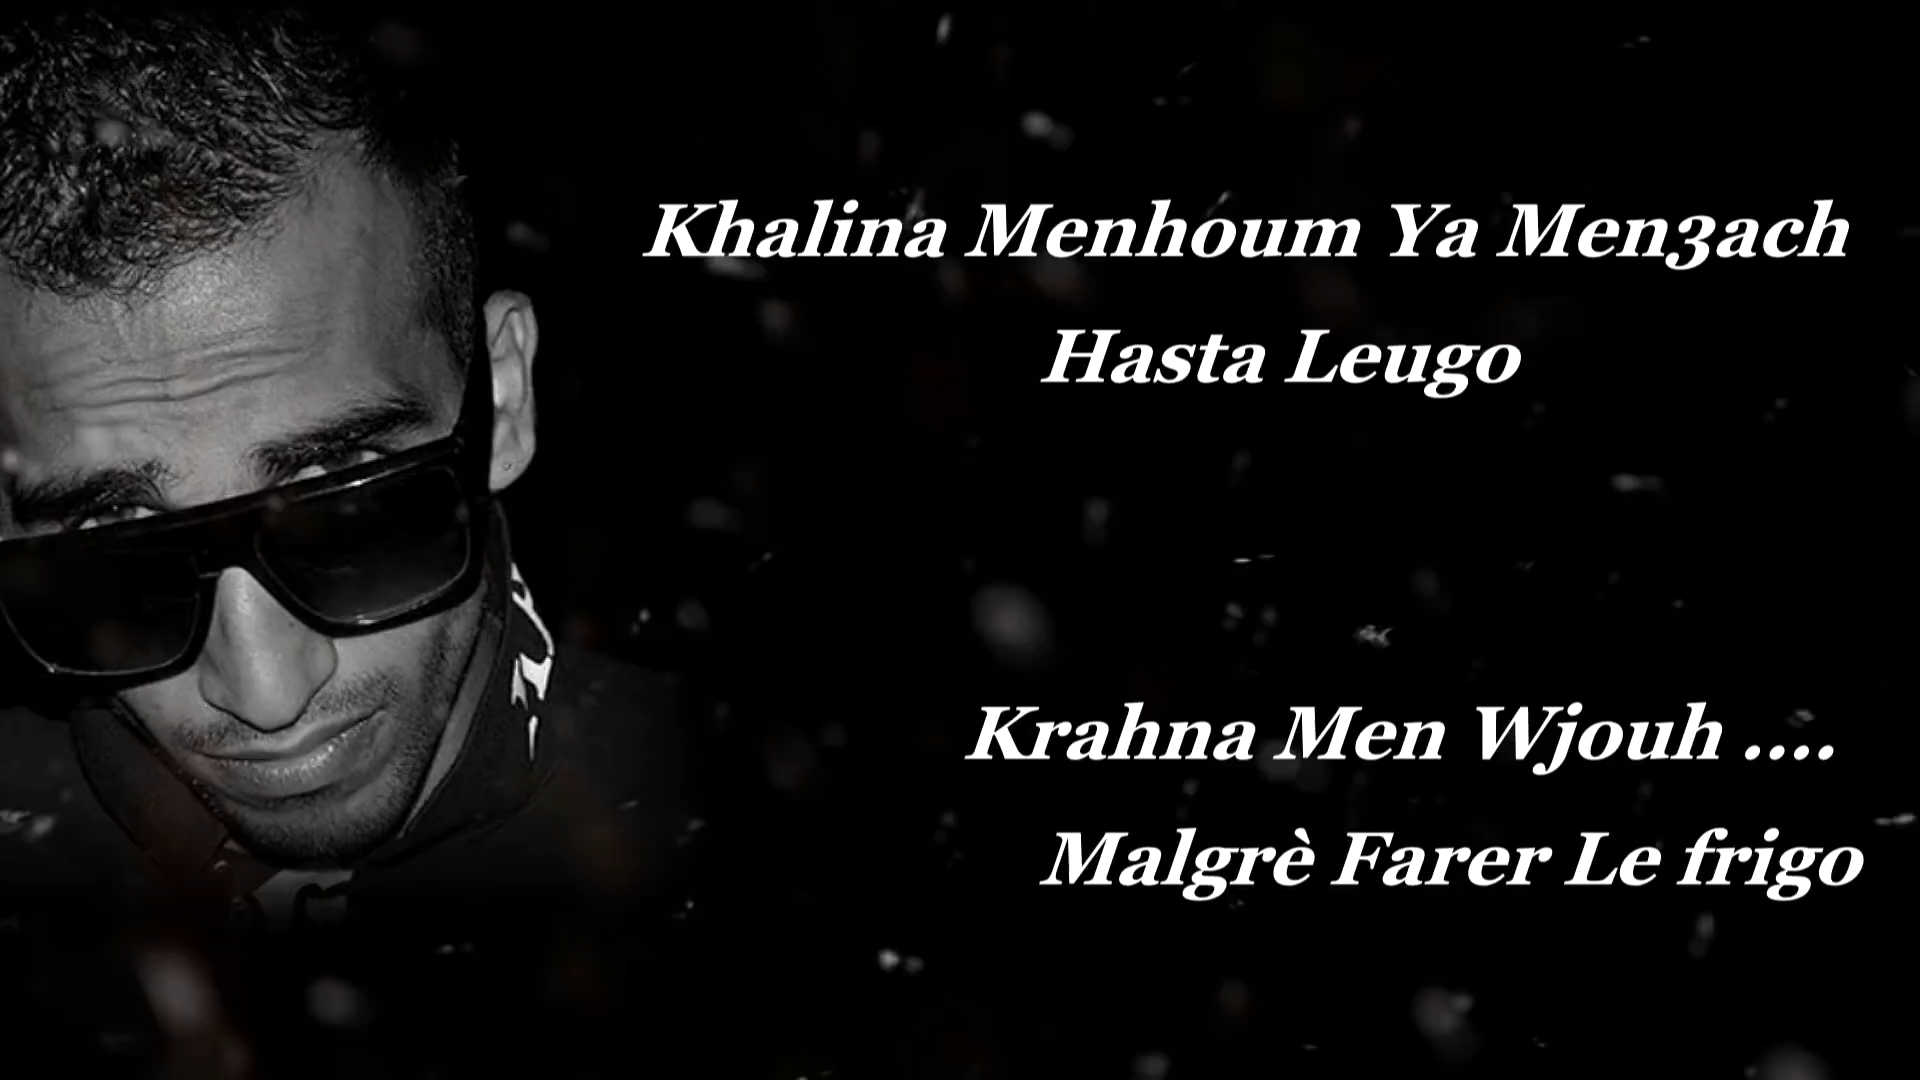 Khalina Menhoum Ya Men3ach
Hasta Leugo
Krahna Men Wjouh ....
Malgrè Farer Le frigo